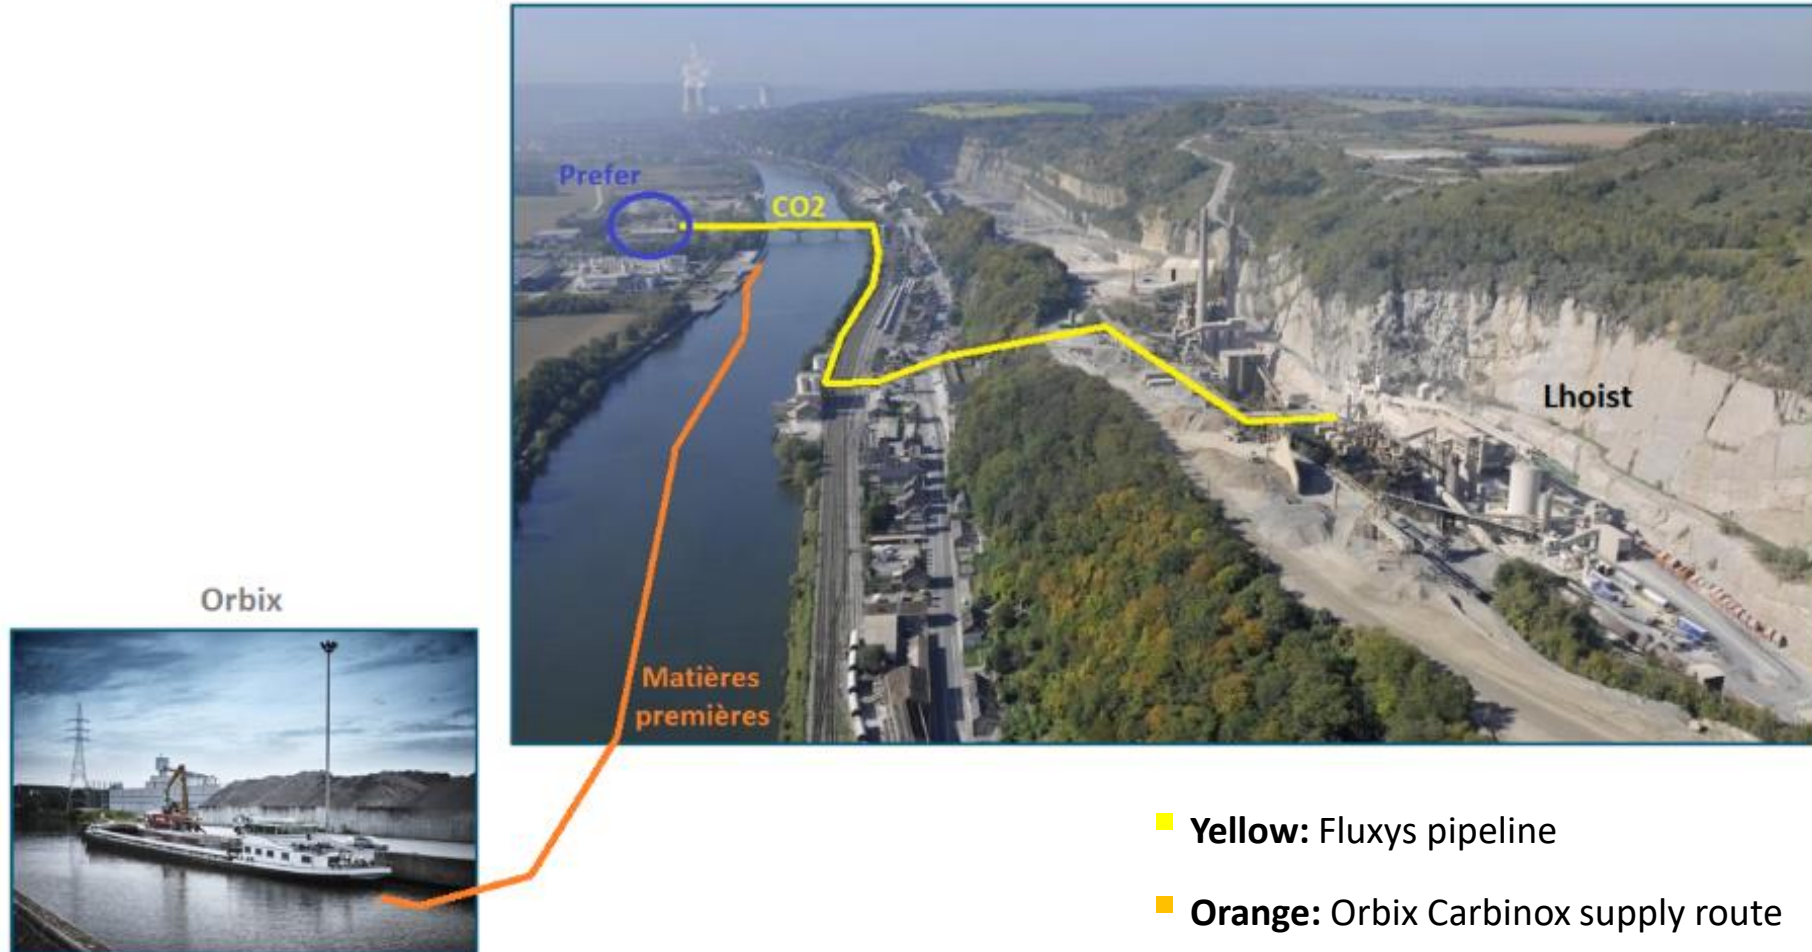 Prefer
CO2
Lhoist
Orbix
Matières
premières
Yellow: Fluxys pipeline
Orange: Orbix Carbinox supply route